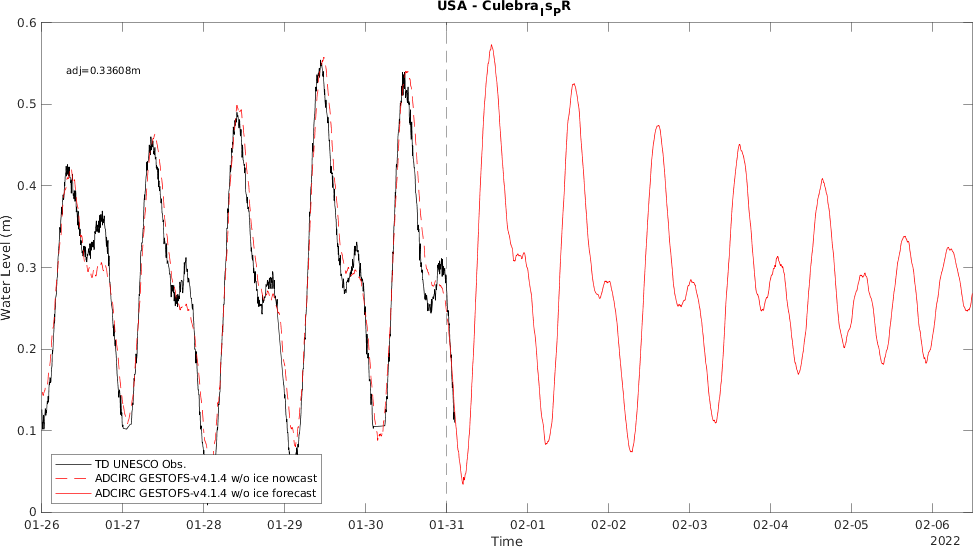 USA - Culebra_Is_PR
0.6
0.5
0.4
0.3
0.2
0.1
0
Water Level (m)
adj=0.33608m
TD UNESCO Obs.
ADCIRC GESTOFS-v4.1.4 w/o ice nowcast
ADCIRC GESTOFS-v4.1.4 w/o ice forecast
01-26 01-27 01-28 01-29 01-30 01-31 02-01 02-02 02-03 02-04 02-05 02-06
Time
2022